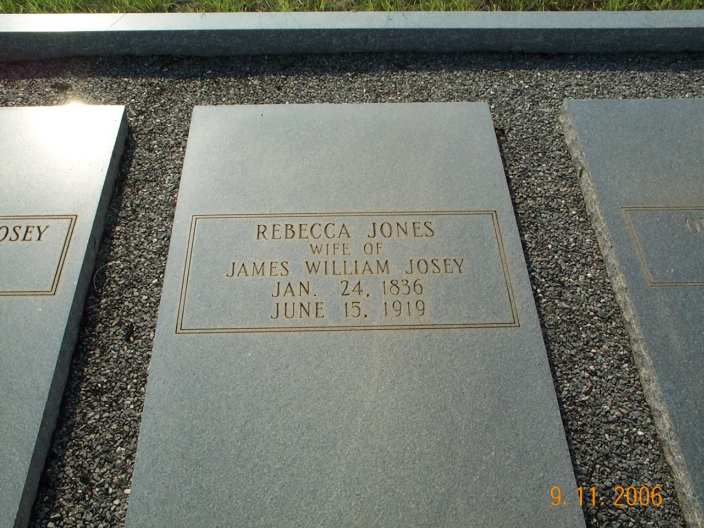 OSEY
REBECCA JONES
WIFE OF
JAMES WILLIAM JOSEY
JAN. 24, 1836
JUNE 15, 1919
9.11.2006